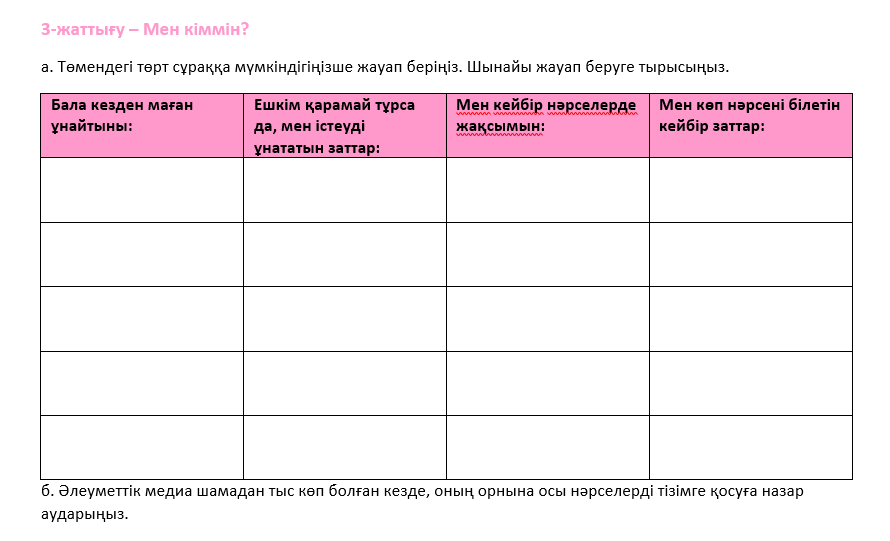 3-жаттығу – Мен кіммін?
а. Төмендегі төрт сұраққа мүмкіндігіңізше жауап беріңіз. Шынайы жауап беруге тырысыңыз.
Бала кезден маған
ұнайтыны:
Ешкім қарамай тұрса
да, мен істеуді
ұнататын заттар:
Мен кейбір нәрселерде
жақсымын:
Мен көп нәрсені білетін
кейбір заттар:
б. Әлеуметтік медиа шамадан тыс көп болған кезде, оның орнына осы нәрселерді тізімге қосуға назар
аударыңыз.